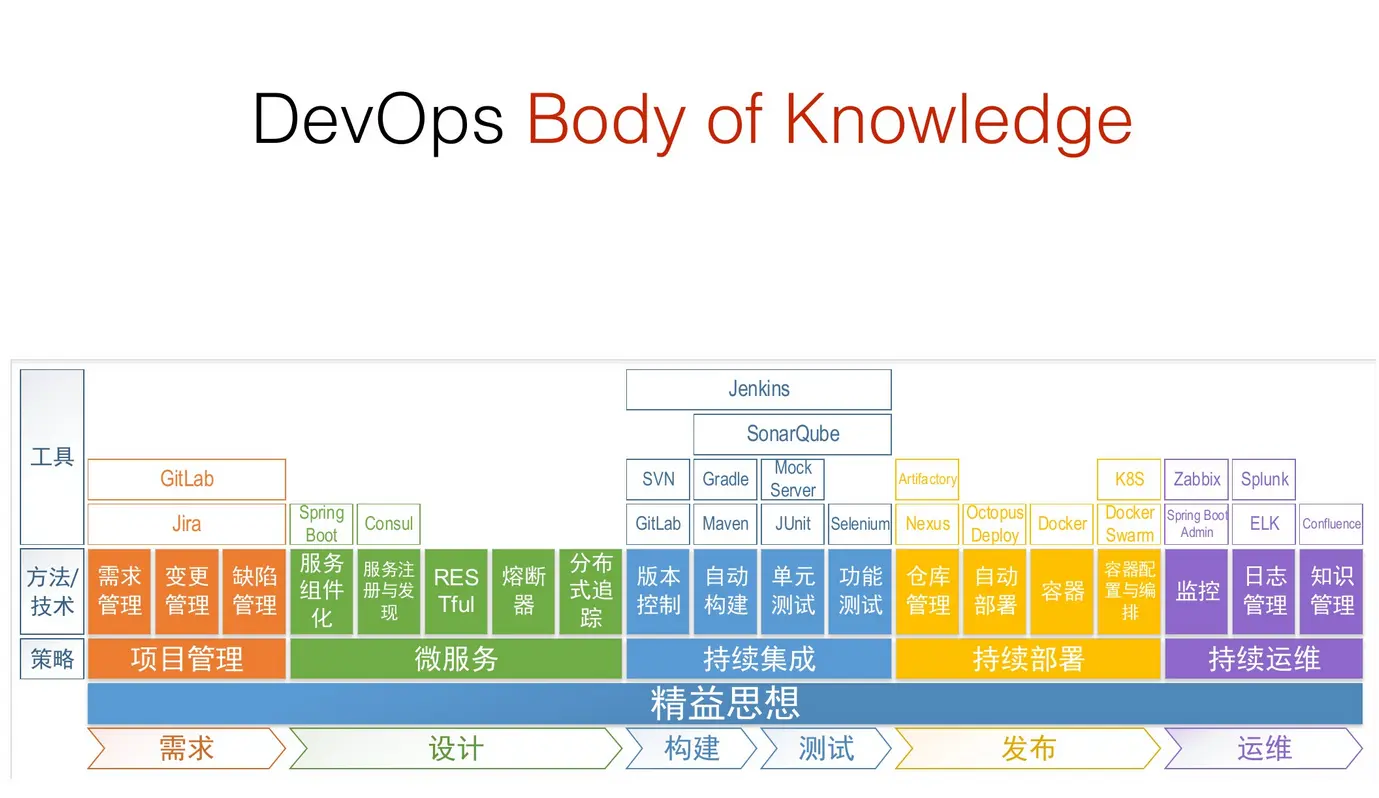 DevOps Body of Knowledge
工具
Jenkins
SonarQube
GitLab
SVN
Gradle
Mock
Server
Artifactory
K8S
Zabbix
Splunk
Jira
Spring
Boot
Consul
GitLab
Maven
JUnit
Selenium
Nexus
Octopus
Deploy
Docker
Docker
Swarm
Spring Boot
Admin
ELK
Confluence
方法/
技术
需求
管理
变更
管理
缺陷
管理
服务
组件
化
服务注
册与发
现
RES
Tful
熔断
器
分布
式追
踪
版本
控制
自动
构建
单元
测试
功能
测试
仓库
管理
自动
部署
容器
容器配
置与编
排
监控
日志
管理
知识
管理
策略
项目管理
微服务
持续集成
持续部署
持续运维
精益思想
需求
设计
构建
测试
发布
运维